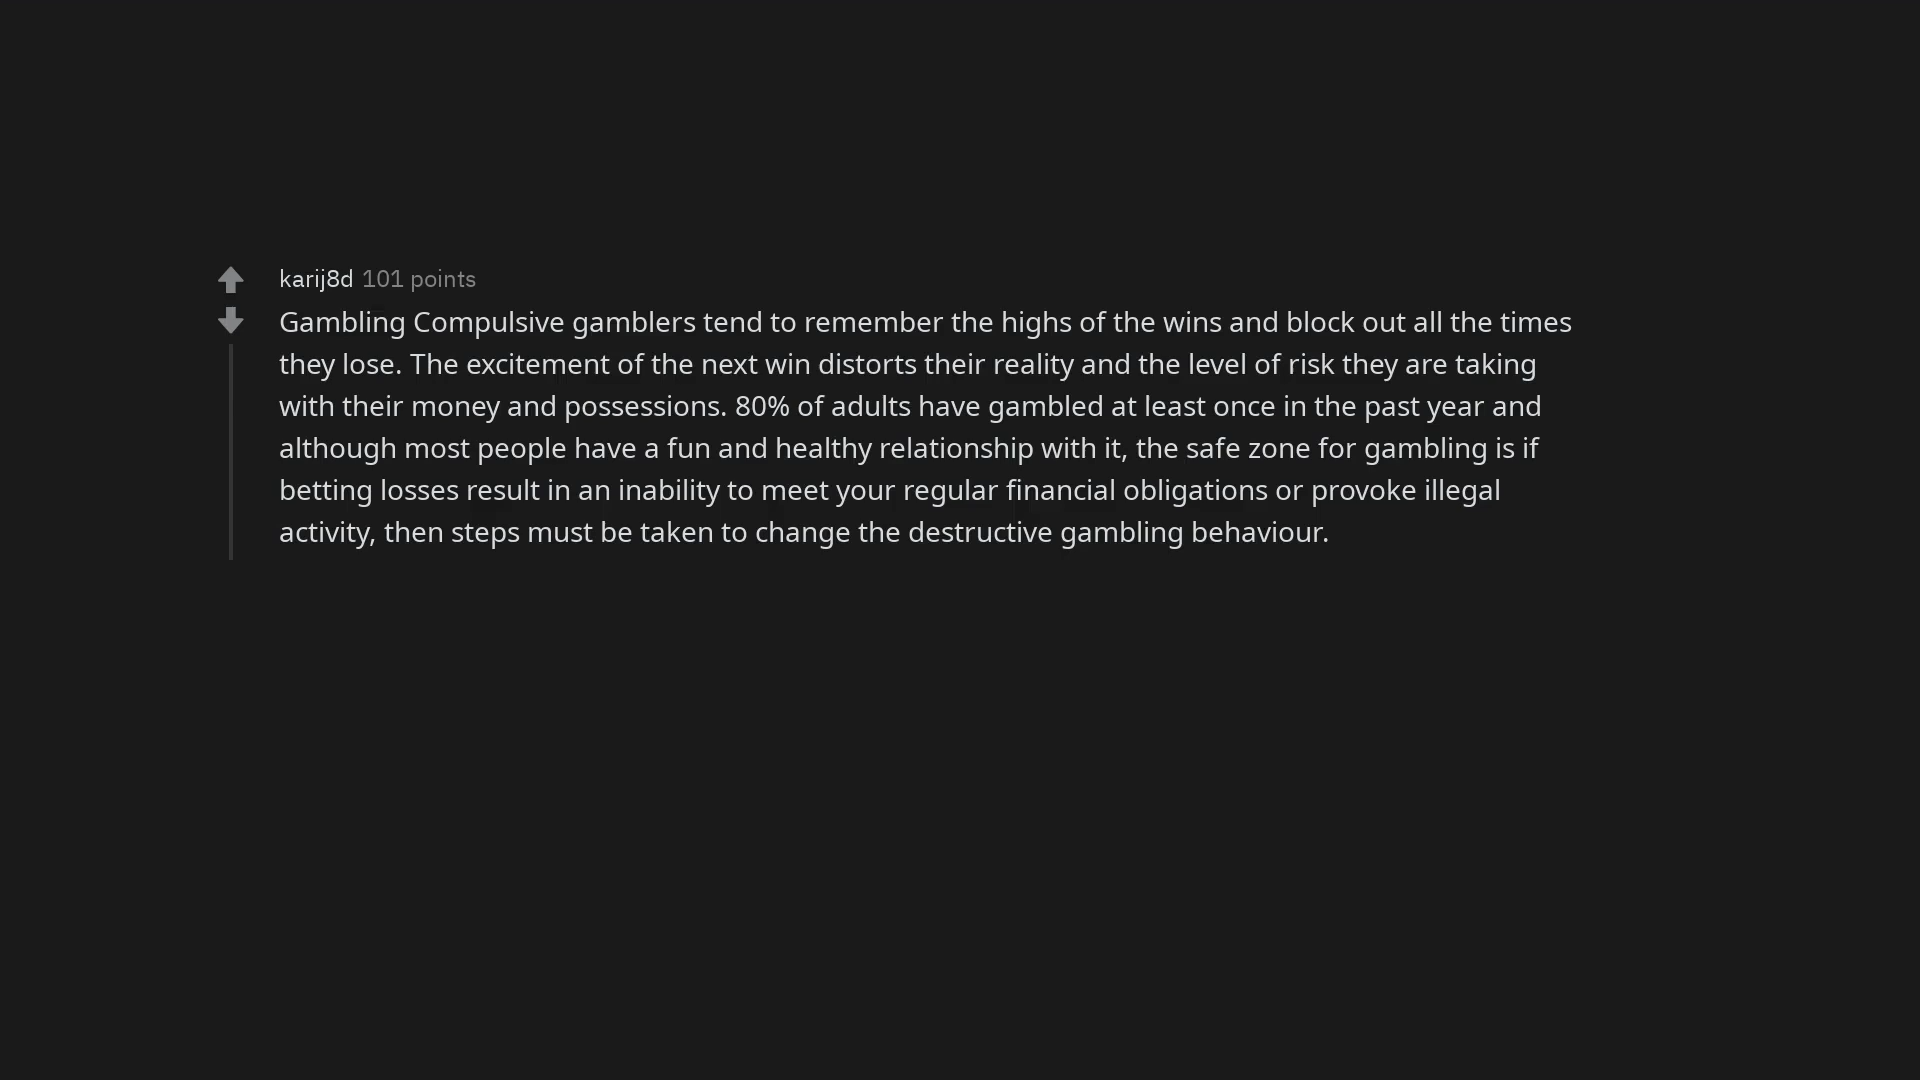 karij8d 101 points
Gambling Compulsive gamblers tend to remember the highs of the wins and block out all the times
they lose. The excitement of the next win distorts their reality and the level of risk they are taking
with their money and possessions. 80% of adults have gambled at least once in the past year and
although most people have a fun and healthy relationship with it, the safe zone for gambling is if
betting losses result in an inability to meet your regular financial obligations or provoke illegal
activity, then steps must be taken to change the destructive gambling behaviour.